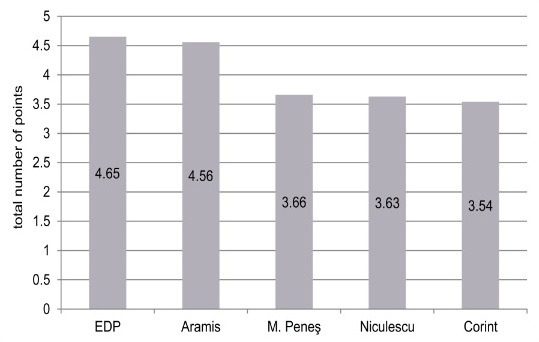 total number of points
5
4.5
4
3.5
3
2.5
2
1.5
1
0.5
0
4.65
4.56
3.66
3.63
3.54
EDP
Aramis
M. Peneş
Niculescu
Corint